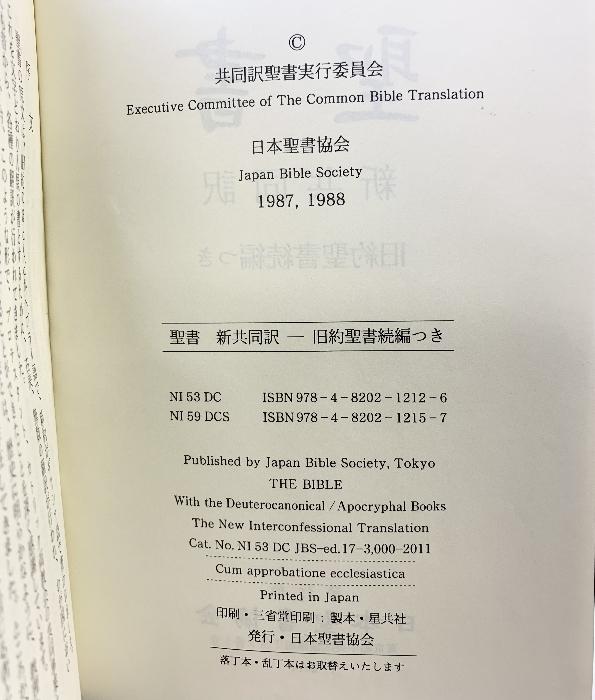 ©
共同訳聖書実行委員会
Executive Committee of The Common Bible Translation
日本聖書協会
Japan Bible Society
1987, 1988
聖書 新共同訳 — 旧約聖書続編つき
NI 53 DC ISBN 978-4-8202-1212-6
NI 59 DCS ISBN 978-4-8202-1215-7
Published by Japan Bible Society, Tokyo
THE BIBLE
With the Deuterocanonical / Apocryphal Books
The New Interconfessional Translation
Cat. No. NI 53 DC JBS-ed.17-3,000-2011
Cum approbatione ecclesiastica
Printed in Japan
印刷・三省堂印刷：製本・星共社
発行・日本聖書協会
落丁本・乱丁本はお取替えいたします